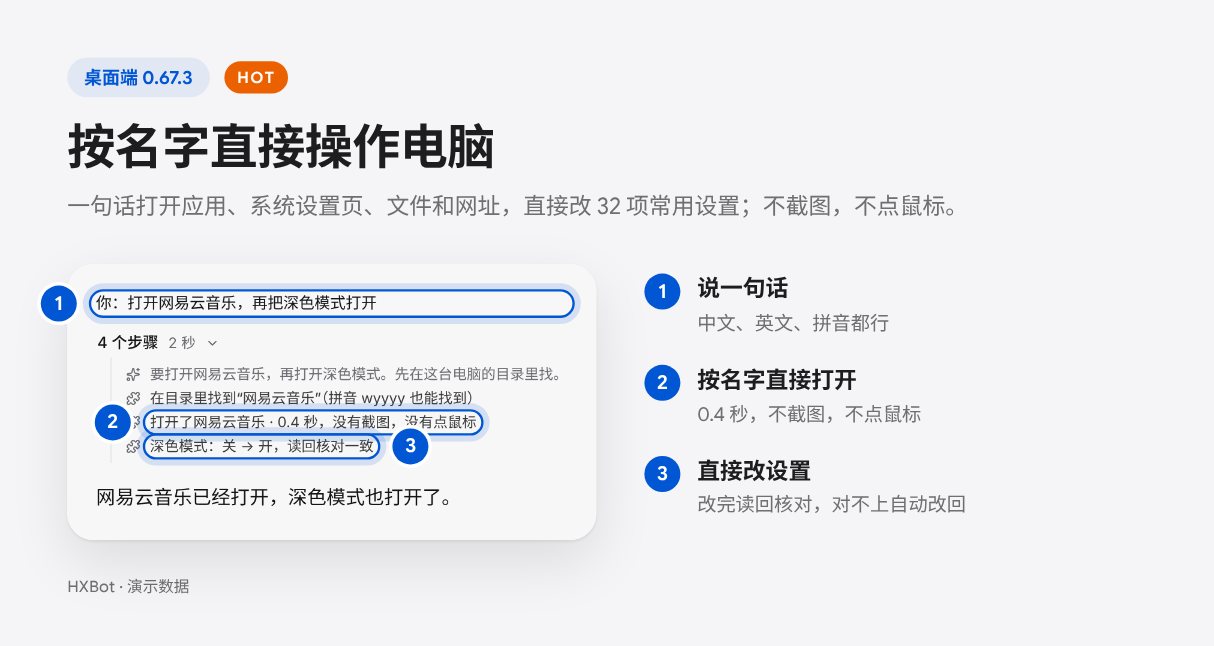 桌面端 0.67.3
HOT
按名字直接操作电脑
一句话打开应用、系统设置页、文件和网址，直接改 32 项常用设置；不截图，不点鼠标。
1
你：打开网易云音乐，再把深色模式打开
4 个步骤 2 秒
要打开网易云音乐，再打开深色模式。先在这台电脑的目录里找。
在目录里找到“网易云音乐”（拼音 wyyyy 也能找到）
2
打开了网易云音乐 · 0.4 秒，没有截图，没有点鼠标
深色模式：关 → 开，读回核对一致
3
网易云音乐已经打开，深色模式也打开了。
1
说一句话
中文、英文、拼音都行
2
按名字直接打开
0.4 秒，不截图，不点鼠标
3
直接改设置
改完读回核对，对不上自动改回
HXBot · 演示数据